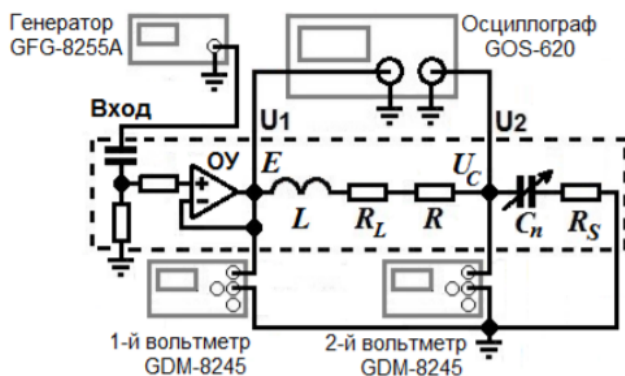 Генератор
GFG-8255A
Осциллограф
GOS-620
Вход
U1
U2
ОУ
E
U_C
+
−
L
R_L
R
C_n
R_S
1-й вольтметр
GDM-8245
2-й вольтметр
GDM-8245